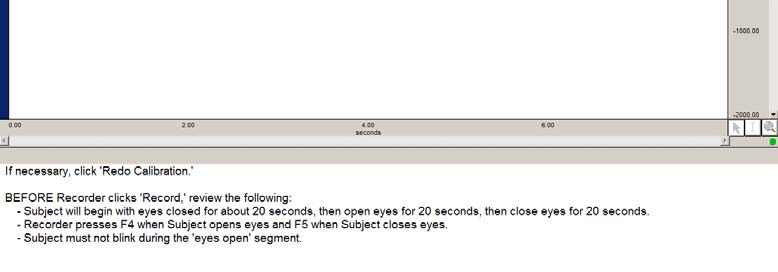 -1000.00
-2000.00
0.00 2.00 4.00 6.00
seconds
If necessary, click 'Redo Calibration.'
BEFORE Recorder clicks 'Record,' review the following:
- Subject will begin with eyes closed for about 20 seconds, then open eyes for 20 seconds, then close eyes for 20 seconds.
- Recorder presses F4 when Subject opens eyes and F5 when Subject closes eyes.
- Subject must not blink during the 'eyes open' segment.